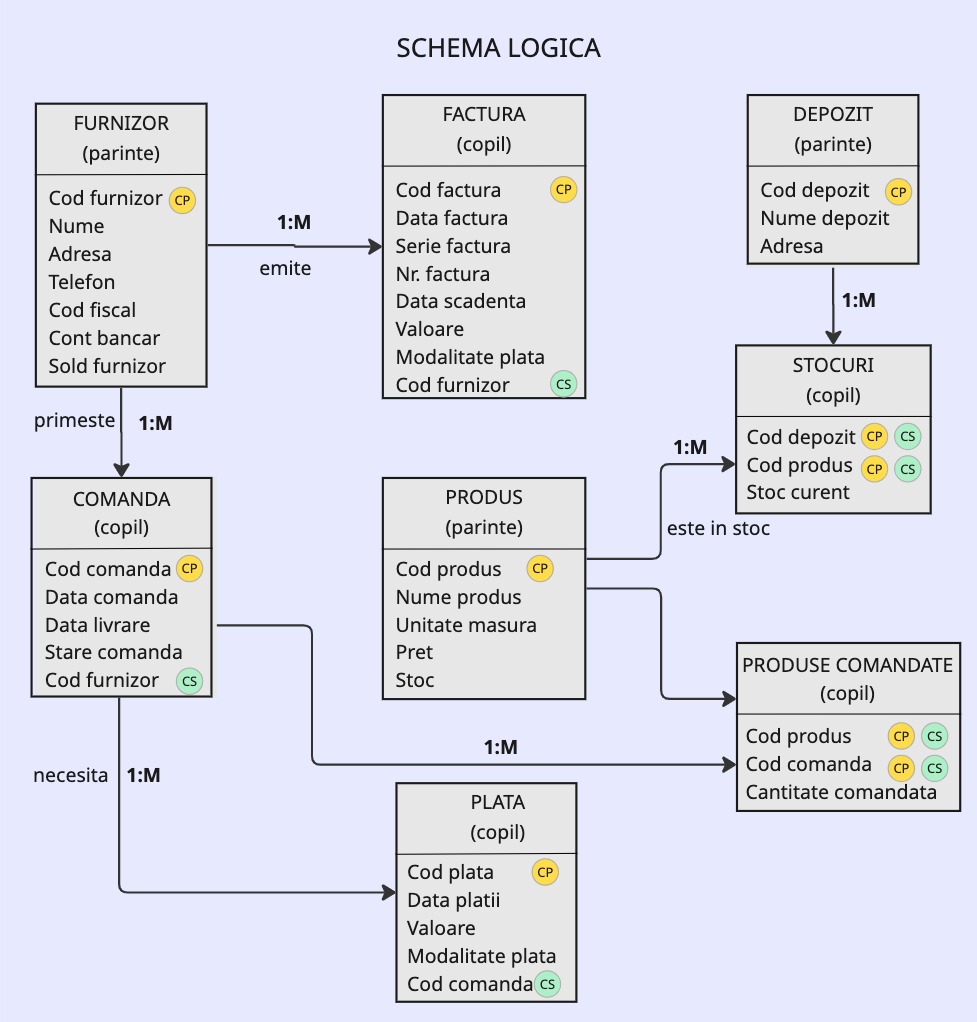 SCHEMA LOGICA
FURNIZOR
(parinte)
Cod furnizor CP
Nume
Adresa
Telefon
Cod fiscal
Cont bancar
Sold furnizor
1:M
emite
FACTURA
(copil)
Cod factura CP
Data factura
Serie factura
Nr. factura
Data scadenta
Valoare
Modalitate plata
Cod furnizor CS
DEPOZIT
(parinte)
Cod depozit CP
Nume depozit
Adresa
1:M
primeste 1:M
STOCURI
(copil)
Cod depozit CP CS
Cod produs CP CS
Stoc curent
COMANDA
(copil)
Cod comanda CP
Data comanda
Data livrare
Stare comanda
Cod furnizor CS
PRODUS
(parinte)
Cod produs CP
Nume produs
Unitate masura
Pret
Stoc
1:M
este in stoc
PRODUSE COMANDATE
(copil)
Cod produs CP CS
Cod comanda CP CS
Cantitate comandata
1:M
necesita 1:M
PLATA
(copil)
Cod plata CP
Data platii
Valoare
Modalitate plata
Cod comanda CS